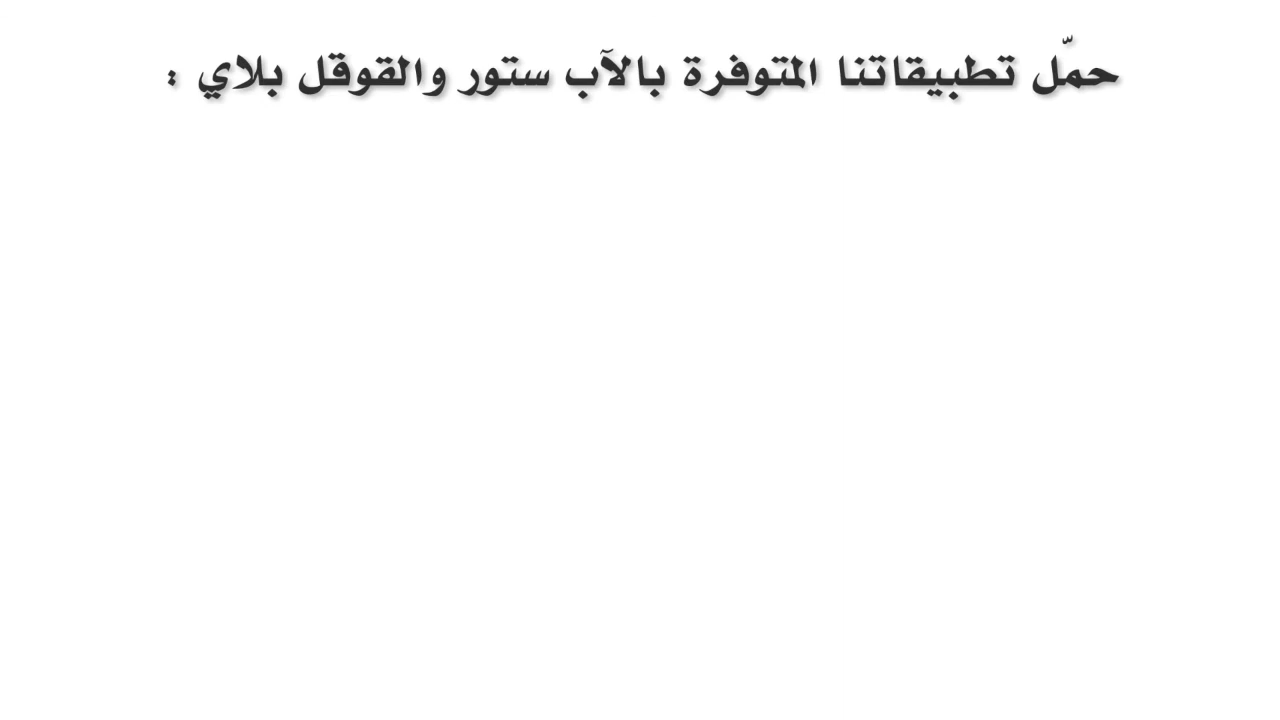 حمّل تطبيقاتنا المتوفرة بالآب ستور والقوقل بلاي :